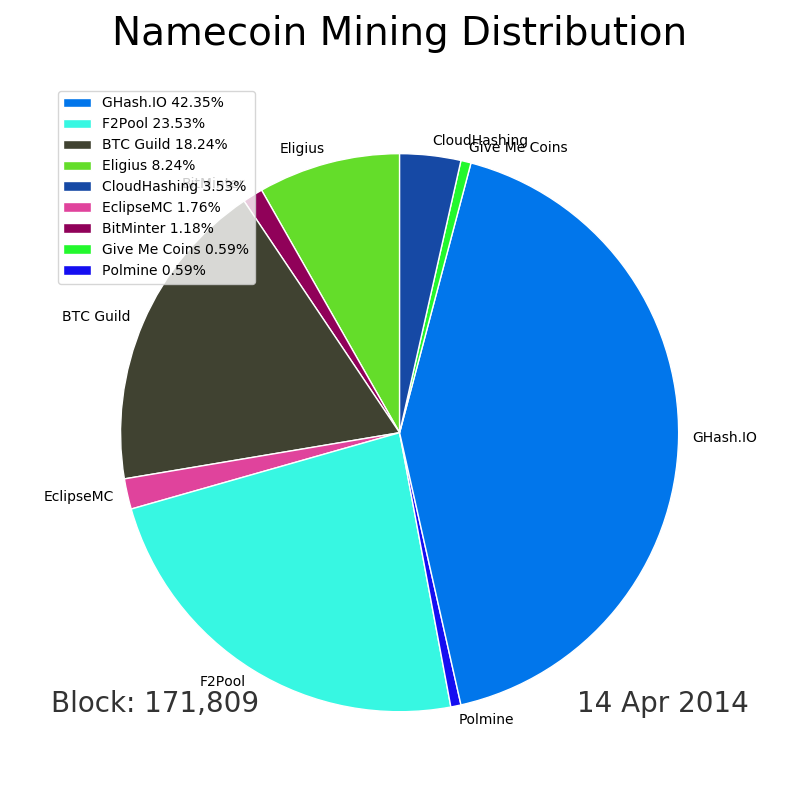 Namecoin Mining Distribution
GHash.IO 42.35%
F2Pool 23.53%
BTC Guild 18.24%
Eligius 8.24%
CloudHashing 3.53%
EclipseMC 1.76%
BitMinter 1.18%
Give Me Coins 0.59%
Polmine 0.59%
CloudHashing
Give Me Coins
Eligius
BitMinter
BTC Guild
GHash.IO
EclipseMC
F2Pool
Polmine
Block: 171,809
14 Apr 2014